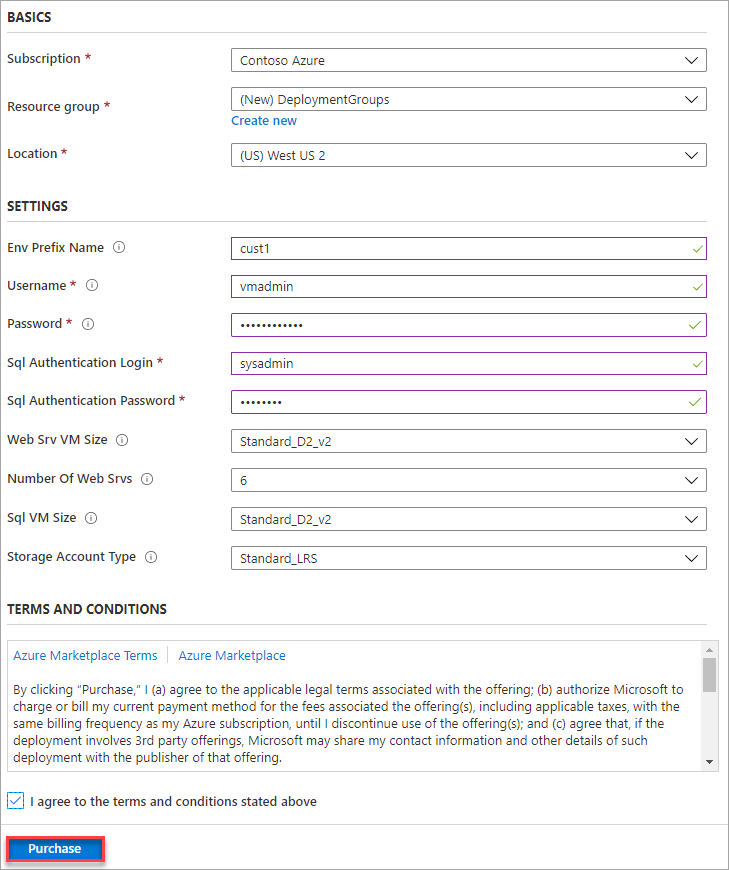 BASICS
Subscription *
Contoso Azure
Resource group *
(New) DeploymentGroups
Create new
Location *
(US) West US 2
SETTINGS
Env Prefix Name
cust1
Username *
vmadmin
Password *
••••••••••••
Sql Authentication Login *
sysadmin
Sql Authentication Password *
••••••••
Web Srv VM Size
Standard_D2_v2
Number Of Web Srvs
6
Sql VM Size
Standard_D2_v2
Storage Account Type
Standard_LRS
TERMS AND CONDITIONS
Azure Marketplace Terms | Azure Marketplace
By clicking “Purchase,” I (a) agree to the applicable legal terms associated with the offering; (b) authorize Microsoft to
charge or bill my current payment method for the fees associated the offering(s), including applicable taxes, with the
same billing frequency as my Azure subscription, until I discontinue use of the offering(s); and (c) agree that, if the
deployment involves 3rd party offerings, Microsoft may share my contact information and other details of such
deployment with the publisher of that offering.
I agree to the terms and conditions stated above
Purchase